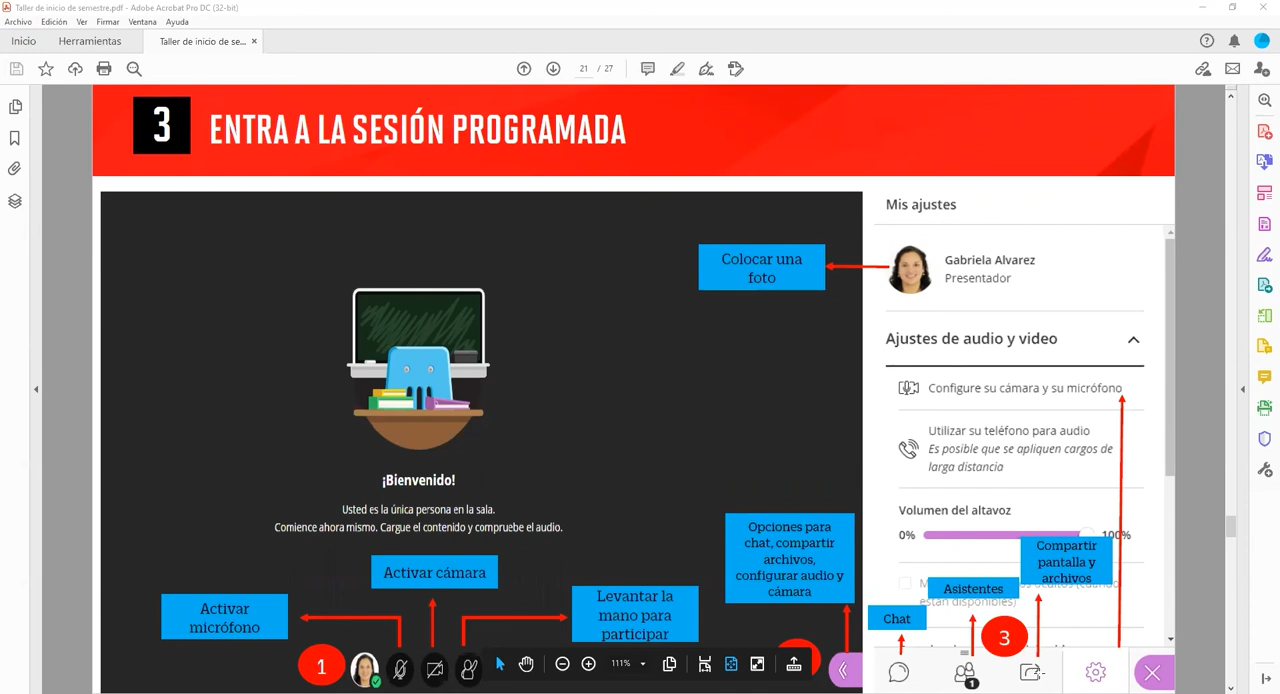 Taller de inicio de semestre.pdf - Adobe Acrobat Pro DC (32-bit)
Archivo Edición Ver Firmar Ventana Ayuda
Inicio Herramientas Taller de inicio de se... ×
21 / 27
3
ENTRA A LA SESIÓN PROGRAMADA
Mis ajustes
Colocar una
foto
Gabriela Alvarez
Presentador
Ajustes de audio y video
Configure su cámara y su micrófono
Utilizar su teléfono para audio
Es posible que se apliquen cargos de
larga distancia
¡Bienvenido!
Usted es la única persona en la sala.
Comience ahora mismo. Cargue el contenido y compruebe el audio.
Volumen del altavoz
0% 100%
Opciones para
chat, compartir
archivos,
configurar audio y
cámara
Compartir
pantalla y
archivos
Activar cámara
Asistentes
están disponibles)
Activar
micrófono
Levantar la
mano para
participar
Chat
1
3
111%
1